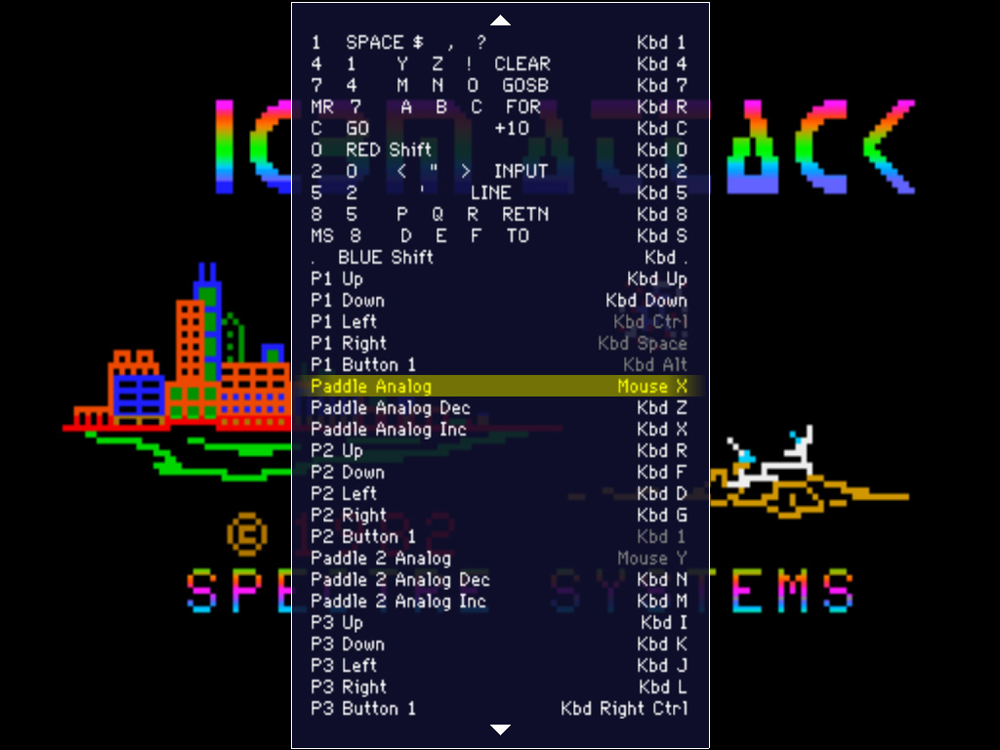 1 SPACE $ , ? Kbd 1
4 1 Y Z ! CLEAR Kbd 4
7 4 M N O GOSB Kbd 7
MR 7 A B C FOR Kbd R
C GO +10 Kbd C
0 RED Shift Kbd 0
2 0 < " > INPUT Kbd 2
5 2 ' LINE Kbd 5
8 5 P Q R RETN Kbd 8
MS 8 D E F TO Kbd S
. BLUE Shift Kbd .
P1 Up Kbd Up
P1 Down Kbd Down
P1 Left Kbd Ctrl
P1 Right Kbd Space
P1 Button 1 Kbd Alt
Paddle Analog Mouse X
Paddle Analog Dec Kbd Z
Paddle Analog Inc Kbd X
P2 Up Kbd R
P2 Down Kbd F
P2 Left Kbd D
P2 Right Kbd G
P2 Button 1 Kbd 1
Paddle 2 Analog Mouse Y
Paddle 2 Analog Dec Kbd N
Paddle 2 Analog Inc Kbd M
P3 Up Kbd I
P3 Down Kbd K
P3 Left Kbd J
P3 Right Kbd L
P3 Button 1 Kbd Right Ctrl
ICBM ATTACK
© 1982
SPECTRE SYSTEMS